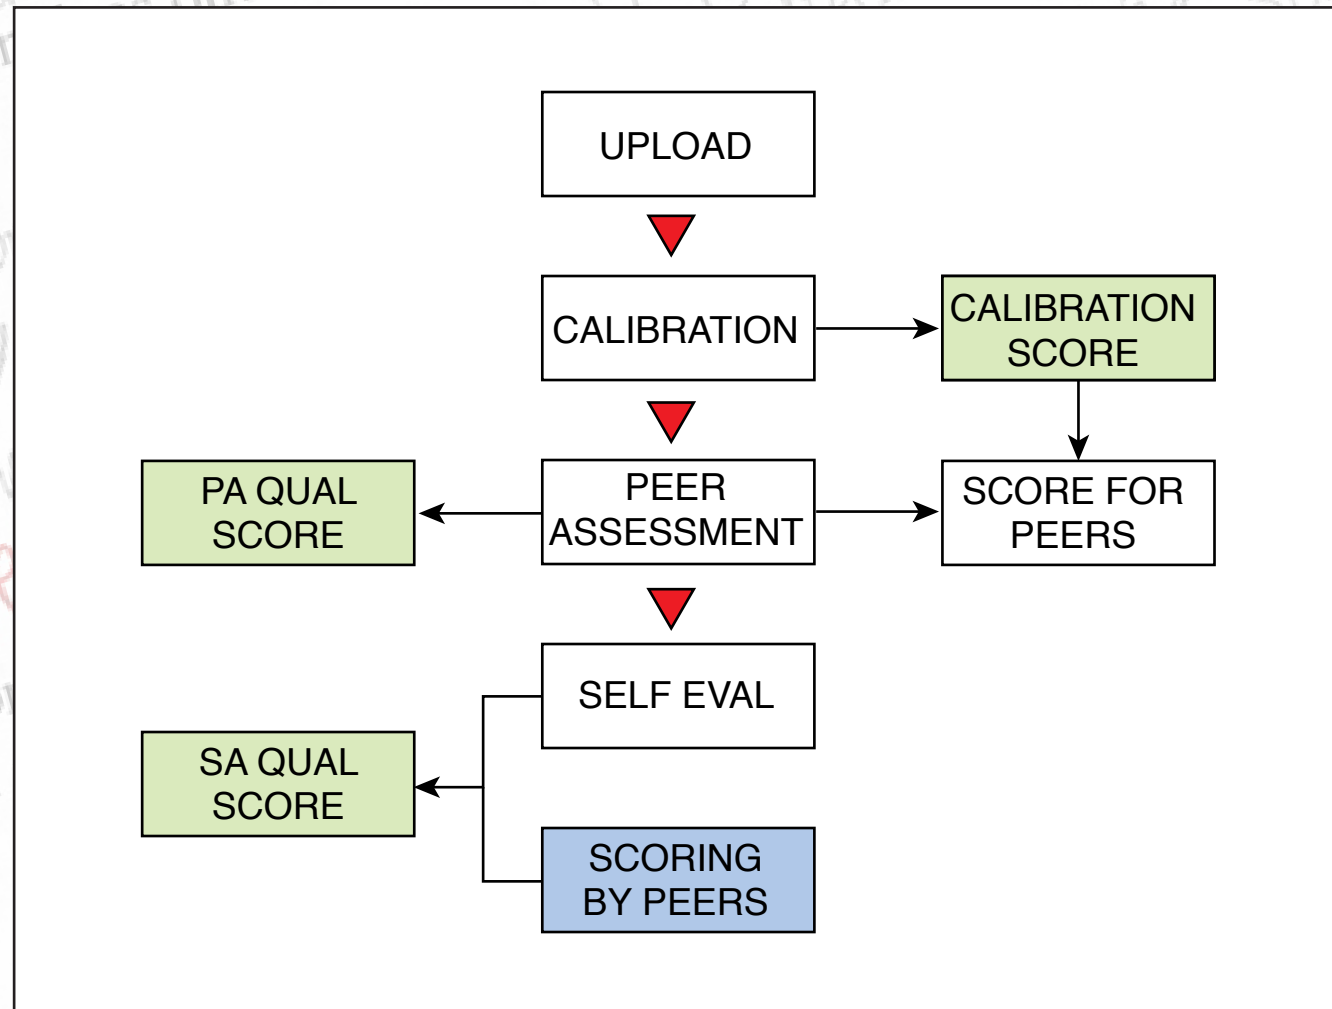 UPLOAD
CALIBRATION
CALIBRATION
SCORE
PA QUAL
SCORE
PEER
ASSESSMENT
SCORE FOR
PEERS
SELF EVAL
SA QUAL
SCORE
SCORING
BY PEERS